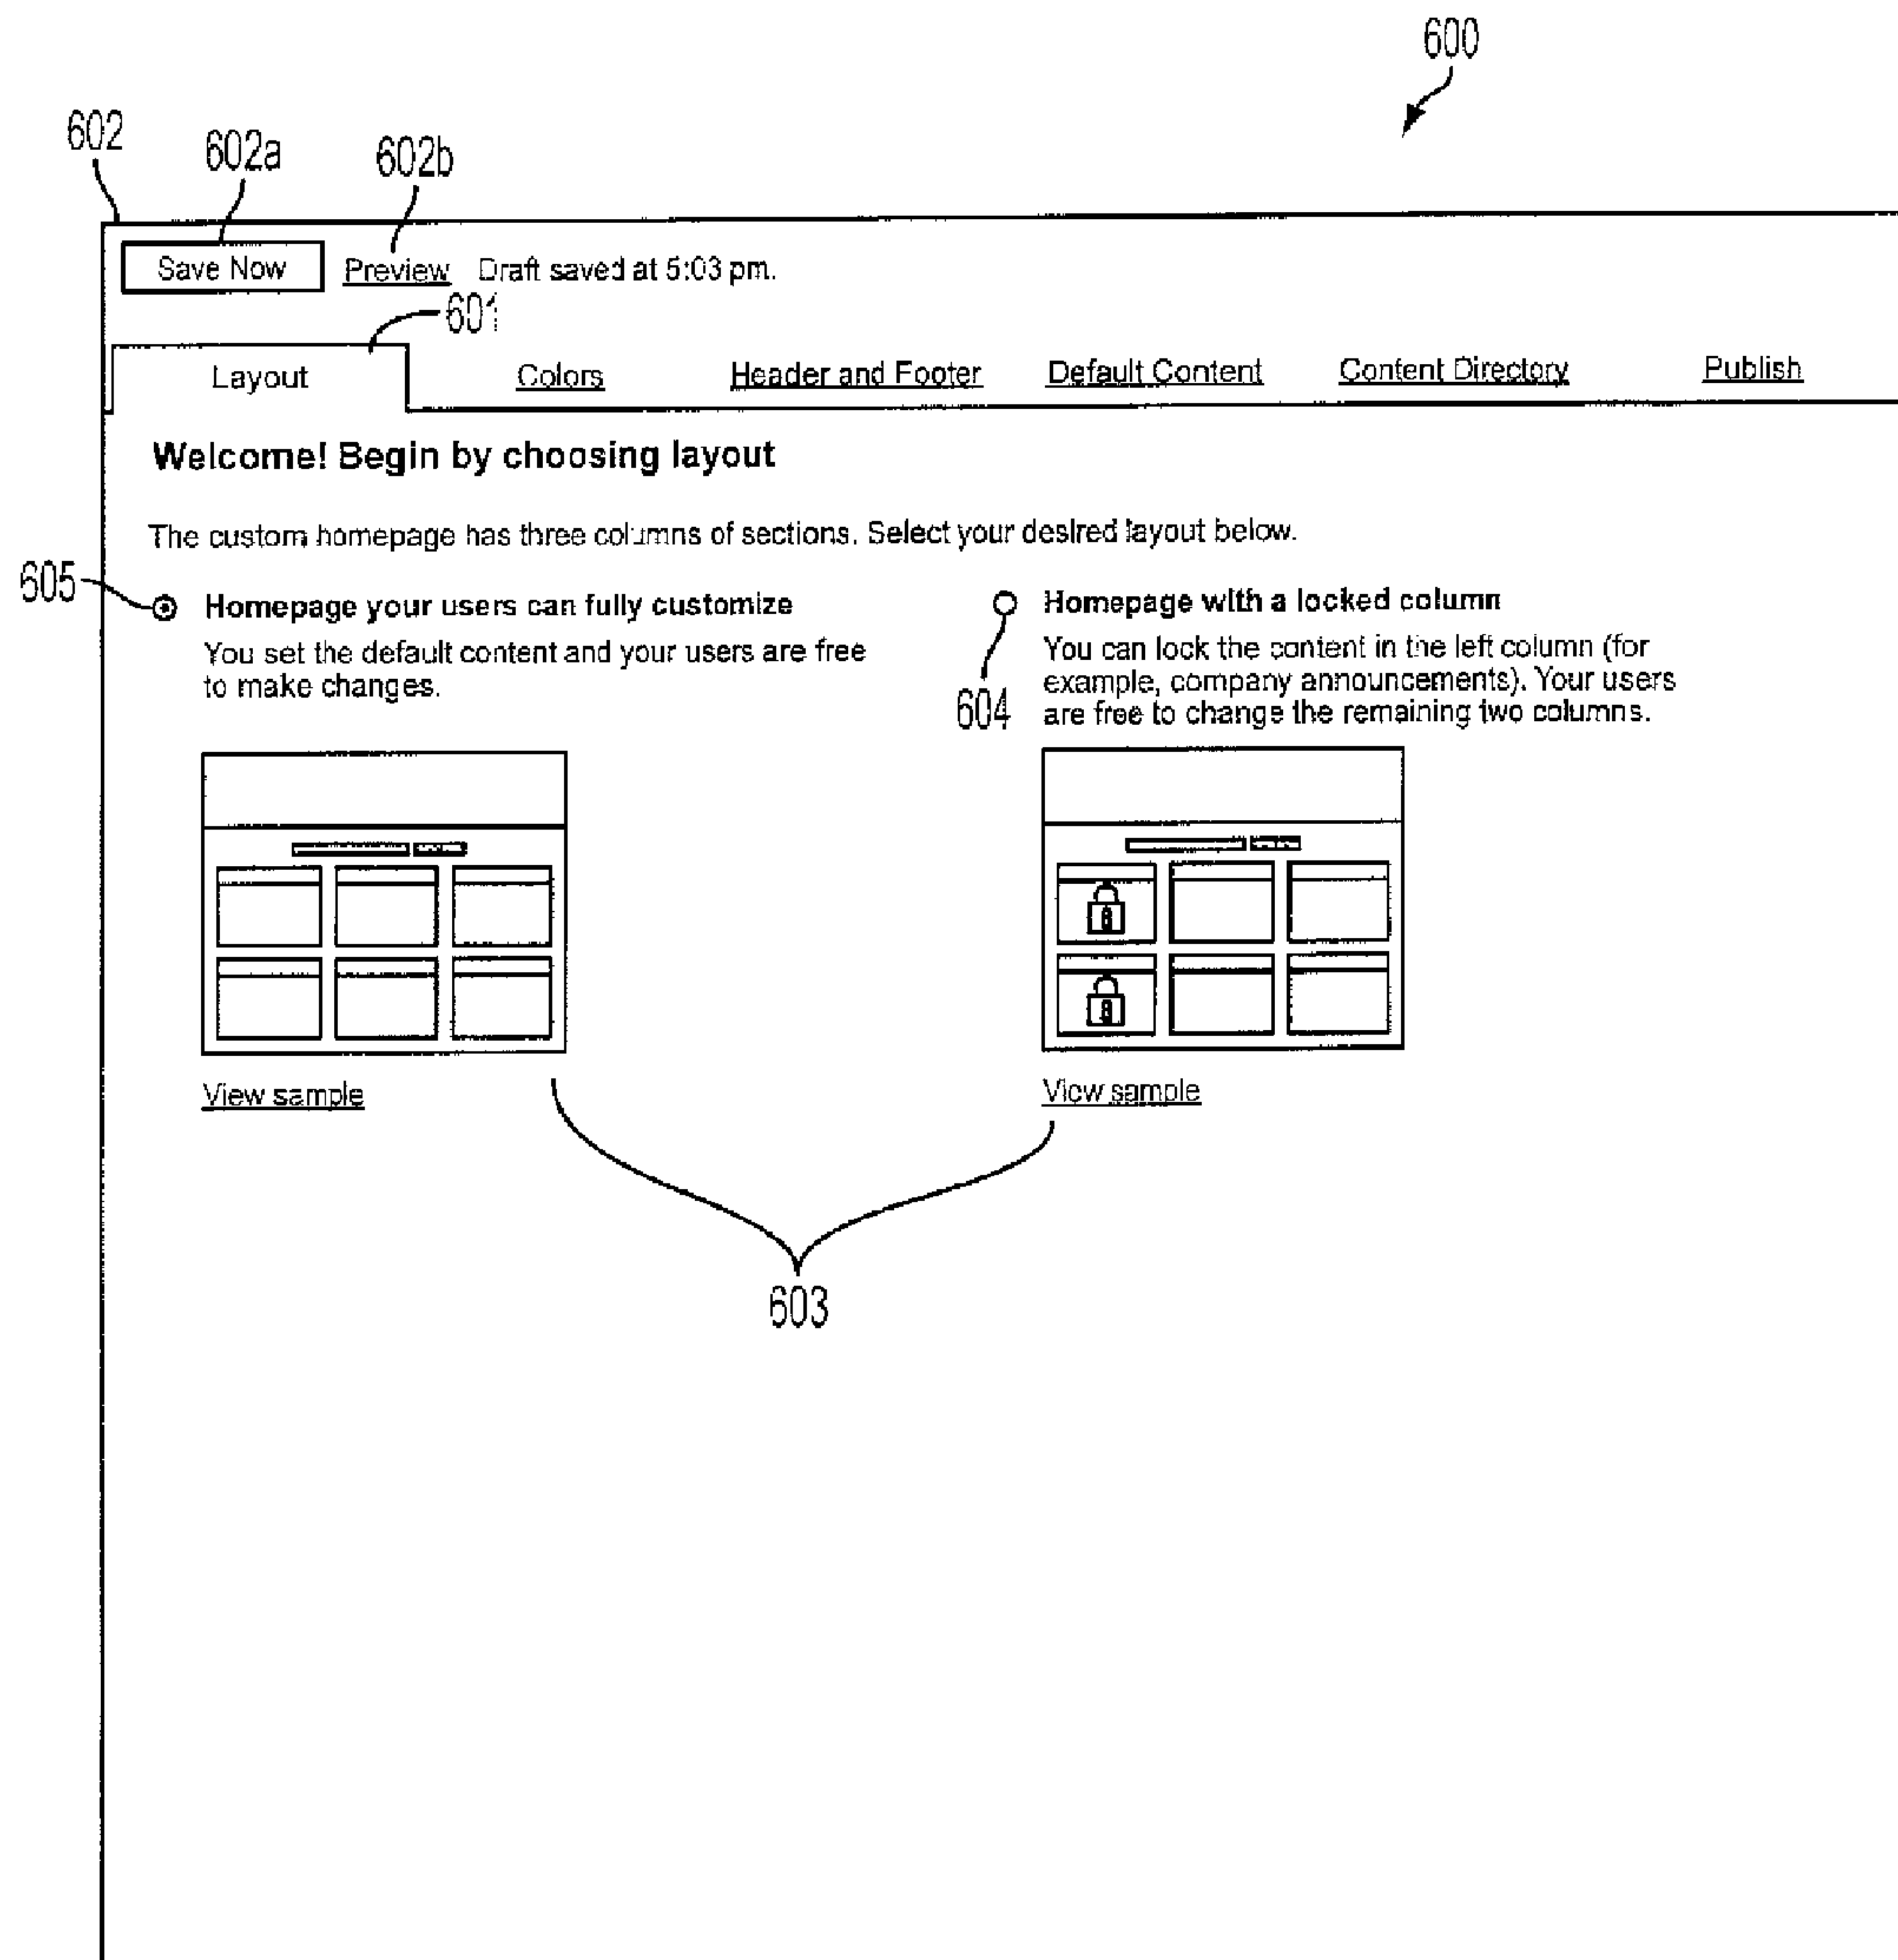 600
602
602a
602b
Save Now Preview Draft saved at 5:03 pm.
601
Layout Colors Header and Footer Default Content Content Directory Publish
Welcome! Begin by choosing layout
The custom homepage has three columns of sections. Select your desired layout below.
605
Homepage your users can fully customize
You set the default content and your users are free
to make changes.
604
Homepage with a locked column
You can lock the content in the left column (for
example, company announcements). Your users
are free to change the remaining two columns.
View sample
View sample
603